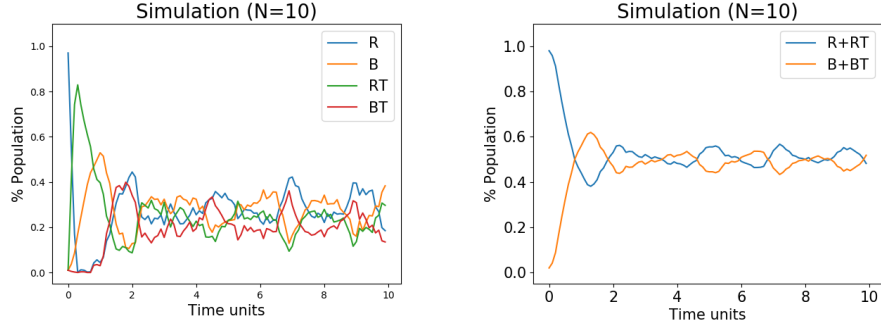 Simulation (N=10)
% Population
1.0
0.8
0.6
0.4
0.2
0.0
R
B
RT
BT
0 2 4 6 8 10
Time units
Simulation (N=10)
% Population
1.0
0.8
0.6
0.4
0.2
0.0
R+RT
B+BT
0 2 4 6 8 10
Time units